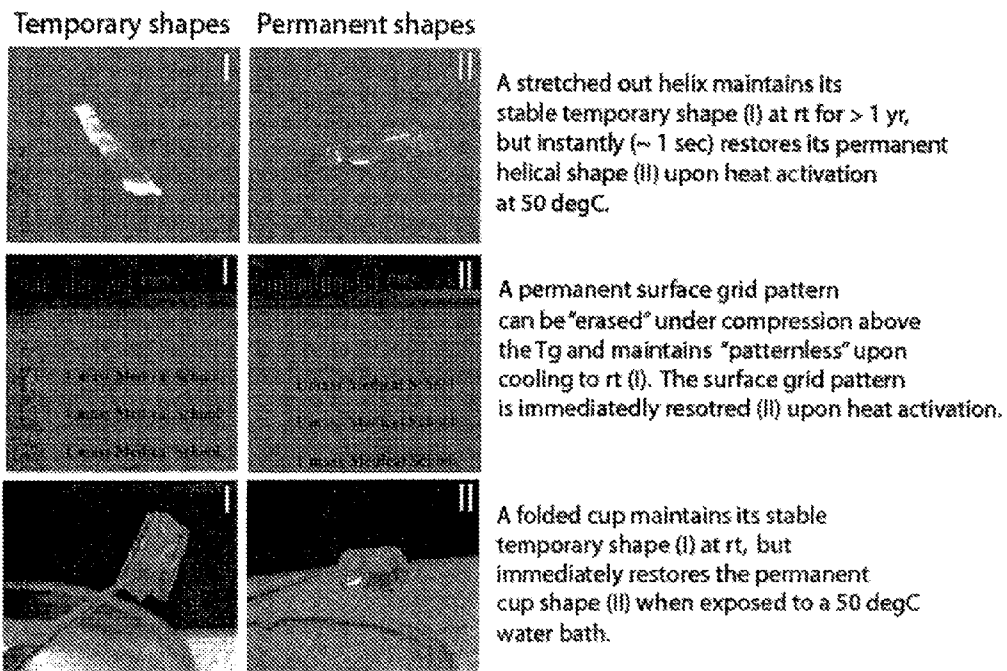 Temporary shapes Permanent shapes
I
II
A stretched out helix maintains its
stable temporary shape (I) at rt for > 1 yr,
but instantly (~ 1 sec) restores its permanent
helical shape (II) upon heat activation
at 50 degC.
I
II
A permanent surface grid pattern
can be "erased" under compression above
the Tg and maintains "patternless" upon
cooling to rt (I). The surface grid pattern
is immediatedly resotred (II) upon heat activation.
I
II
A folded cup maintains its stable
temporary shape (I) at rt, but
immediately restores the permanent
cup shape (II) when exposed to a 50 degC
water bath.